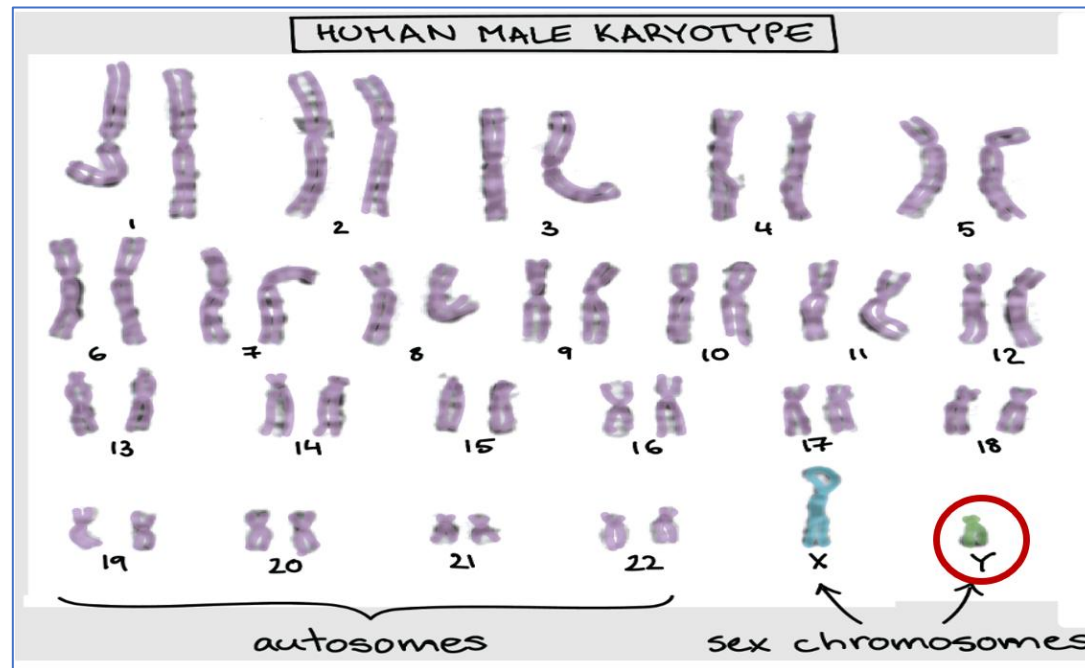 HUMAN MALE KARYOTYPE
1 2 3 4 5
6 7 8 9 10 11 12
13 14 15 16 17 18
19 20 21 22 X Y
autosomes sex chromosomes